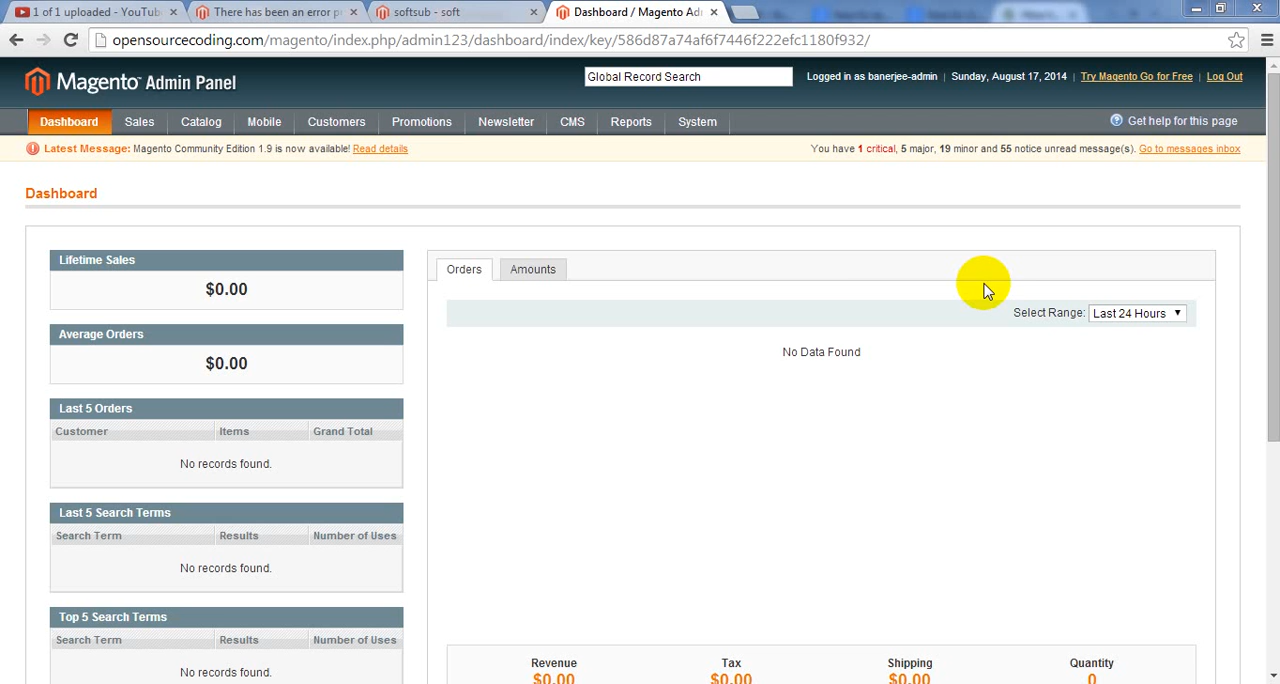 1 of 1 uploaded - YouTub
There has been an error p
softsub - soft
Dashboard / Magento Adm
opensourcecoding.com/magento/index.php/admin123/dashboard/index/key/586d87a74af6f7446f222efc1180f932/
Magento Admin Panel
Global Record Search
Logged in as banerjee-admin | Sunday, August 17, 2014 | Try Magento Go for Free | Log Out
Dashboard Sales Catalog Mobile Customers Promotions Newsletter CMS Reports System
Get help for this page
Latest Message: Magento Community Edition 1.9 is now available! Read details
You have 1 critical, 5 major, 19 minor and 55 notice unread message(s). Go to messages inbox
Dashboard
Lifetime Sales
$0.00
Average Orders
$0.00
Last 5 Orders
Customer Items Grand Total
No records found.
Last 5 Search Terms
Search Term Results Number of Uses
No records found.
Top 5 Search Terms
Search Term Results Number of Uses
No records found.
Orders Amounts
Select Range: Last 24 Hours
No Data Found
Revenue Tax Shipping Quantity
$0.00 $0.00 $0.00 0